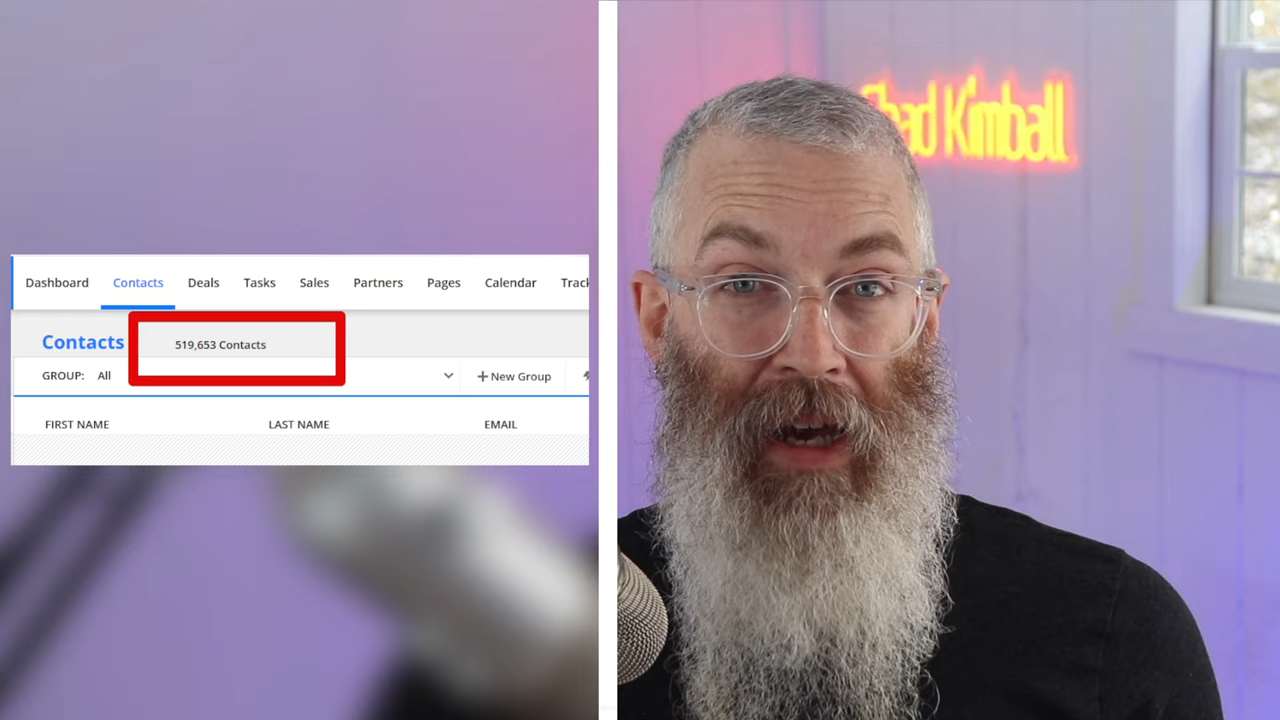 Dashboard Contacts Deals Tasks Sales Partners Pages Calendar
Contacts 519,653 Contacts
GROUP: All +New Group
FIRST NAME LAST NAME EMAIL
Kimball